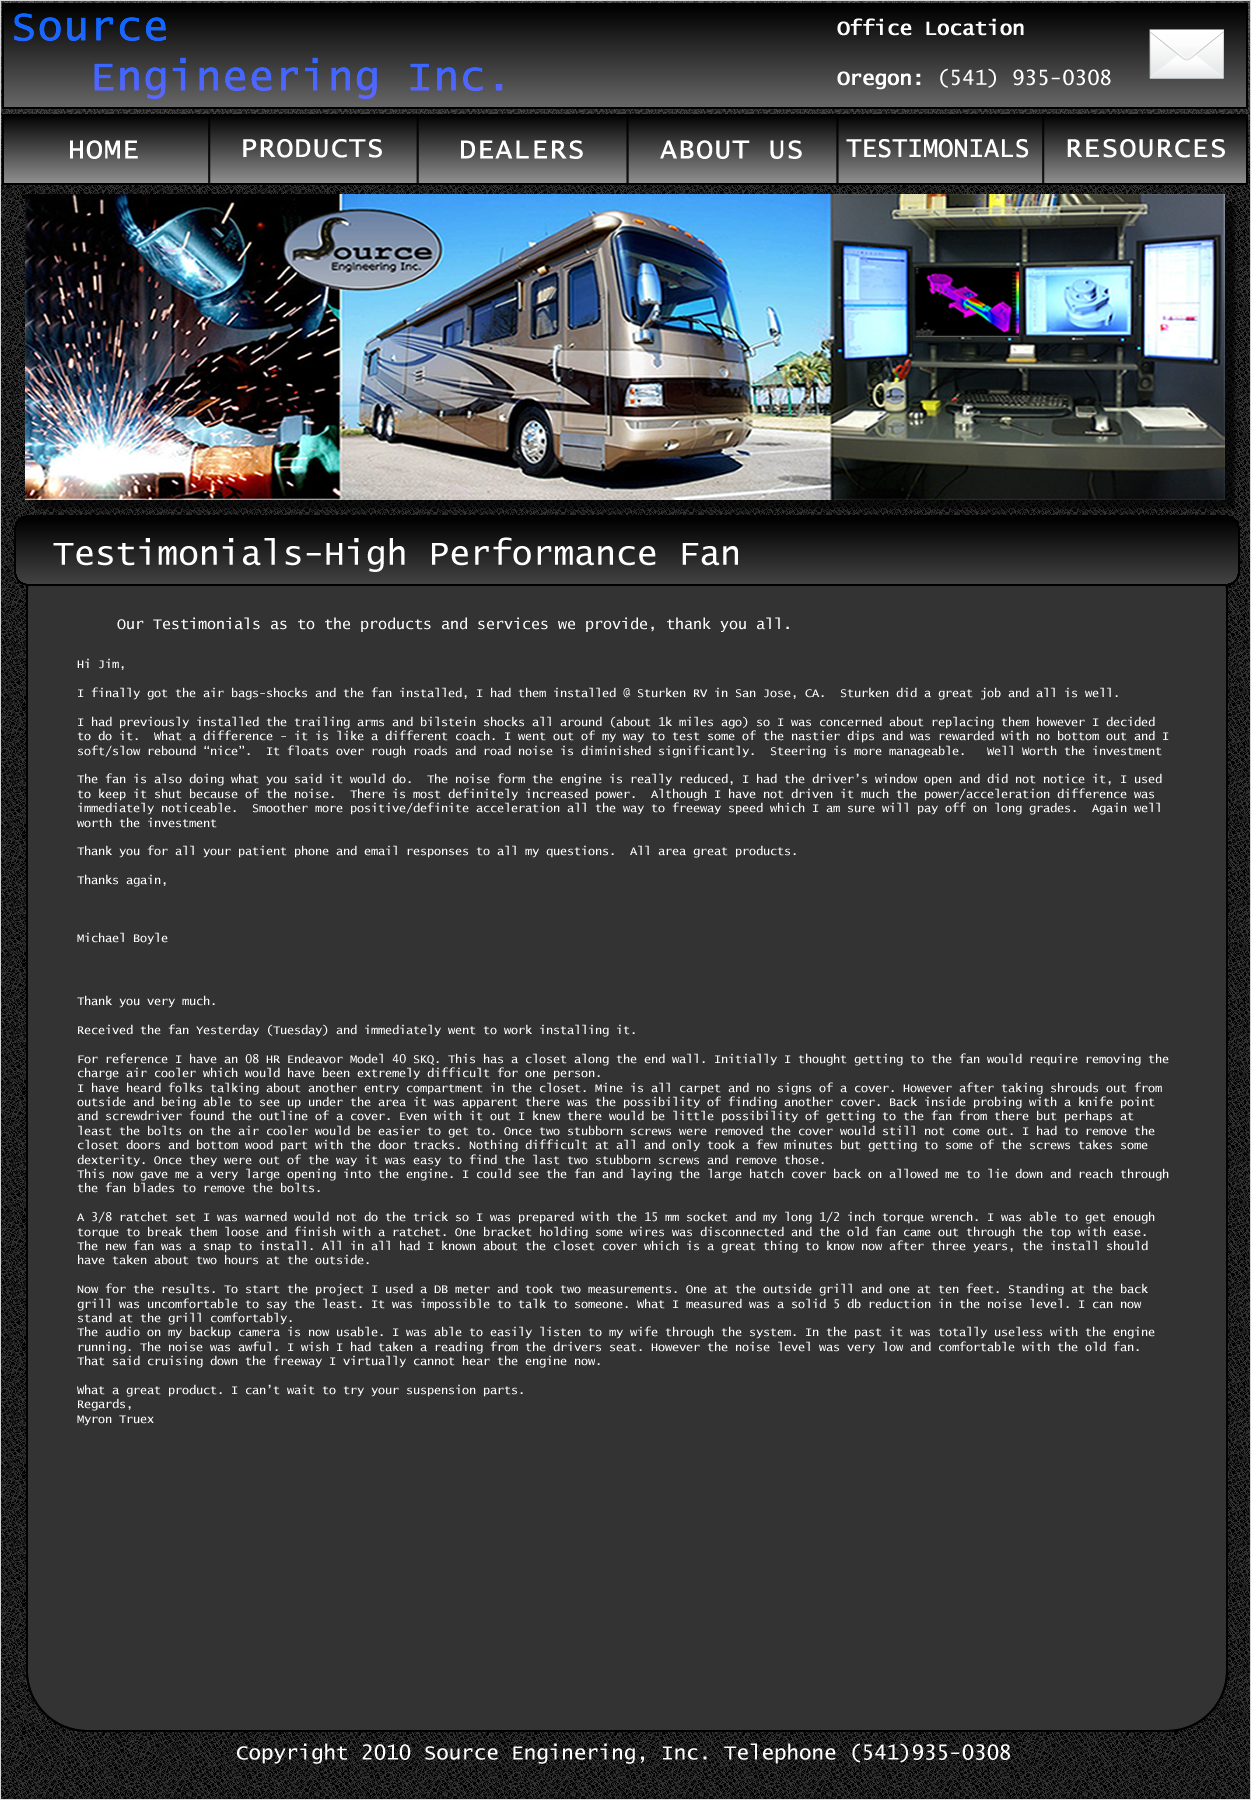 Source
Engineering Inc.
Office Location
Oregon: (541) 935-0308
HOME
PRODUCTS
DEALERS
ABOUT US
TESTIMONIALS
RESOURCES
Source
Engineering Inc.
Testimonials-High Performance Fan
Our Testimonials as to the products and services we provide, thank you all.
Hi Jim,
I finally got the air bags-shocks and the fan installed, I had them installed @ Sturken RV in San Jose, CA.  Sturken did a great job and all is well.
I had previously installed the trailing arms and bilstein shocks all around (about 1k miles ago) so I was concerned about replacing them however I decided
to do it.  What a difference - it is like a different coach. I went out of my way to test some of the nastier dips and was rewarded with no bottom out and I
soft/slow rebound “nice”.  It floats over rough roads and road noise is diminished significantly.  Steering is more manageable.   Well Worth the investment
The fan is also doing what you said it would do.  The noise form the engine is really reduced, I had the driver’s window open and did not notice it, I used
to keep it shut because of the noise.  There is most definitely increased power.  Although I have not driven it much the power/acceleration difference was
immediately noticeable.  Smoother more positive/definite acceleration all the way to freeway speed which I am sure will pay off on long grades.  Again well
worth the investment
Thank you for all your patient phone and email responses to all my questions.  All area great products.
Thanks again,
Michael Boyle
Thank you very much.
Received the fan Yesterday (Tuesday) and immediately went to work installing it.
For reference I have an 08 HR Endeavor Model 40 SKQ. This has a closet along the end wall. Initially I thought getting to the fan would require removing the
charge air cooler which would have been extremely difficult for one person.
I have heard folks talking about another entry compartment in the closet. Mine is all carpet and no signs of a cover. However after taking shrouds out from
outside and being able to see up under the area it was apparent there was the possibility of finding another cover. Back inside probing with a knife point
and screwdriver found the outline of a cover. Even with it out I knew there would be little possibility of getting to the fan from there but perhaps at
least the bolts on the air cooler would be easier to get to. Once two stubborn screws were removed the cover would still not come out. I had to remove the
closet doors and bottom wood part with the door tracks. Nothing difficult at all and only took a few minutes but getting to some of the screws takes some
dexterity. Once they were out of the way it was easy to find the last two stubborn screws and remove those.
This now gave me a very large opening into the engine. I could see the fan and laying the large hatch cover back on allowed me to lie down and reach through
the fan blades to remove the bolts.
A 3/8 ratchet set I was warned would not do the trick so I was prepared with the 15 mm socket and my long 1/2 inch torque wrench. I was able to get enough
torque to break them loose and finish with a ratchet. One bracket holding some wires was disconnected and the old fan came out through the top with ease.
The new fan was a snap to install. All in all had I known about the closet cover which is a great thing to know now after three years, the install should
have taken about two hours at the outside.
Now for the results. To start the project I used a DB meter and took two measurements. One at the outside grill and one at ten feet. Standing at the back
grill was uncomfortable to say the least. It was impossible to talk to someone. What I measured was a solid 5 db reduction in the noise level. I can now
stand at the grill comfortably.
The audio on my backup camera is now usable. I was able to easily listen to my wife through the system. In the past it was totally useless with the engine
running. The noise was awful. I wish I had taken a reading from the drivers seat. However the noise level was very low and comfortable with the old fan.
That said cruising down the freeway I virtually cannot hear the engine now.
What a great product. I can't wait to try your suspension parts.
Regards,
Myron Truex
Copyright 2010 Source Enginering, Inc. Telephone (541)935-0308